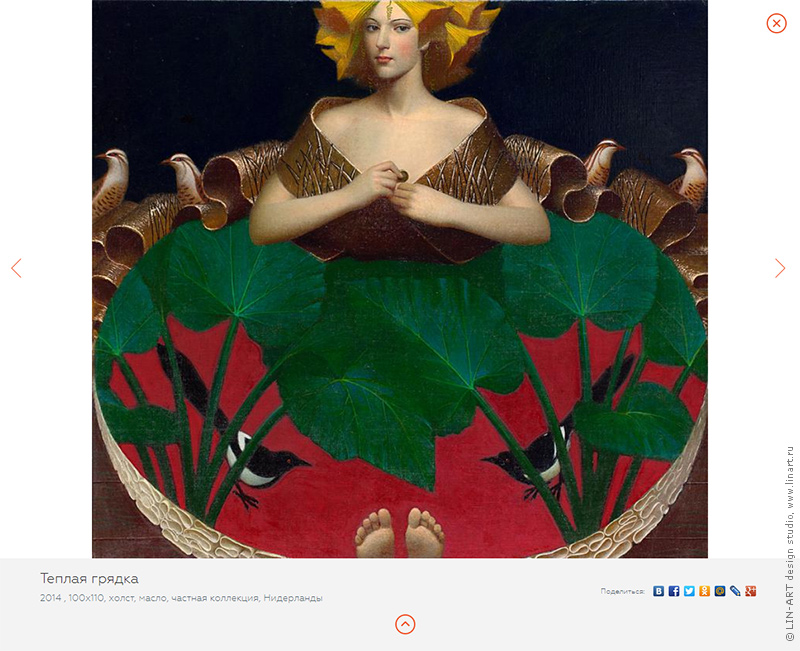 Теплая грядка
2014 , 100x110, холст, масло, частная коллекция, Нидерланды
Поделиться:
© LIN-ART design studio, www.linart.ru